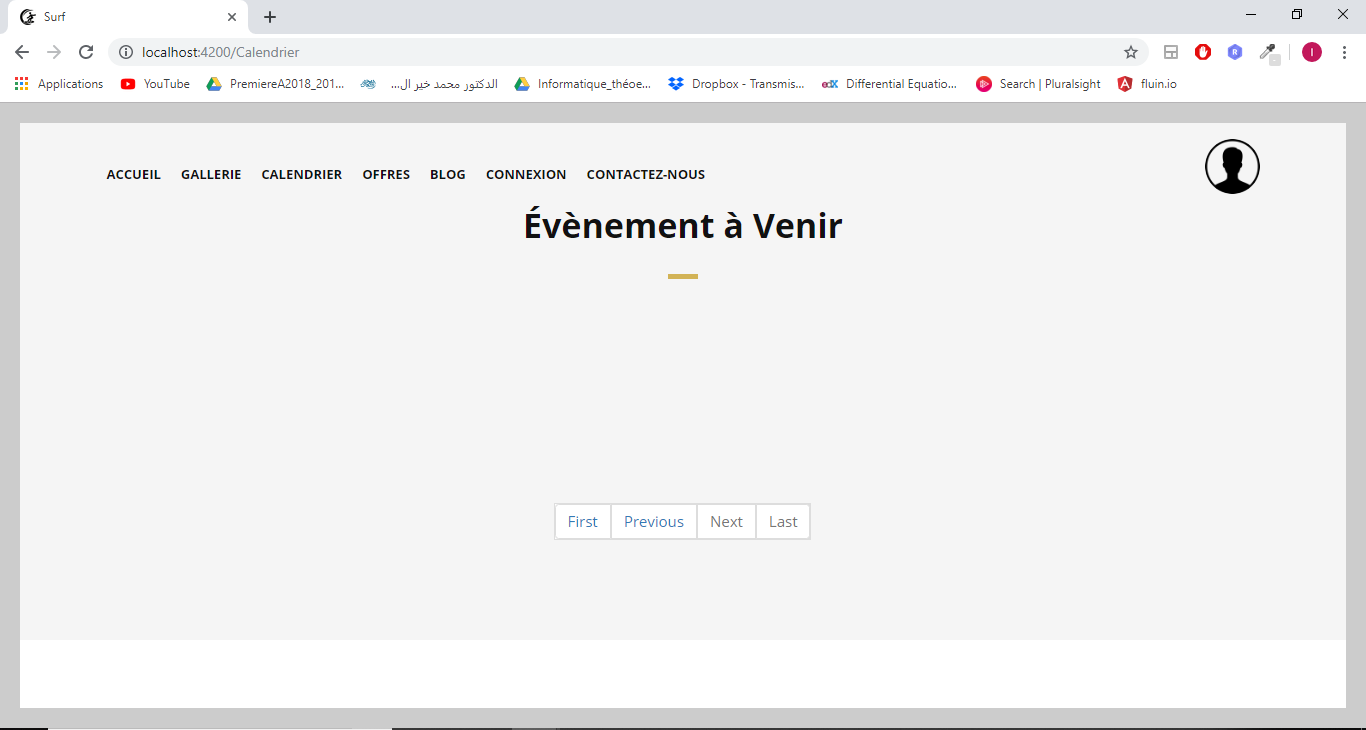 Surf
localhost:4200/Calendrier
Applications YouTube PremiereA2018_201... الدكتور محمد خير ال... Informatique_théoe... Dropbox - Transmis... edX Differential Equatio... Search | Pluralsight fluin.io
ACCUEIL GALLERIE CALENDRIER OFFRES BLOG CONNEXION CONTACTEZ-NOUS
Évènement à Venir
First Previous Next Last